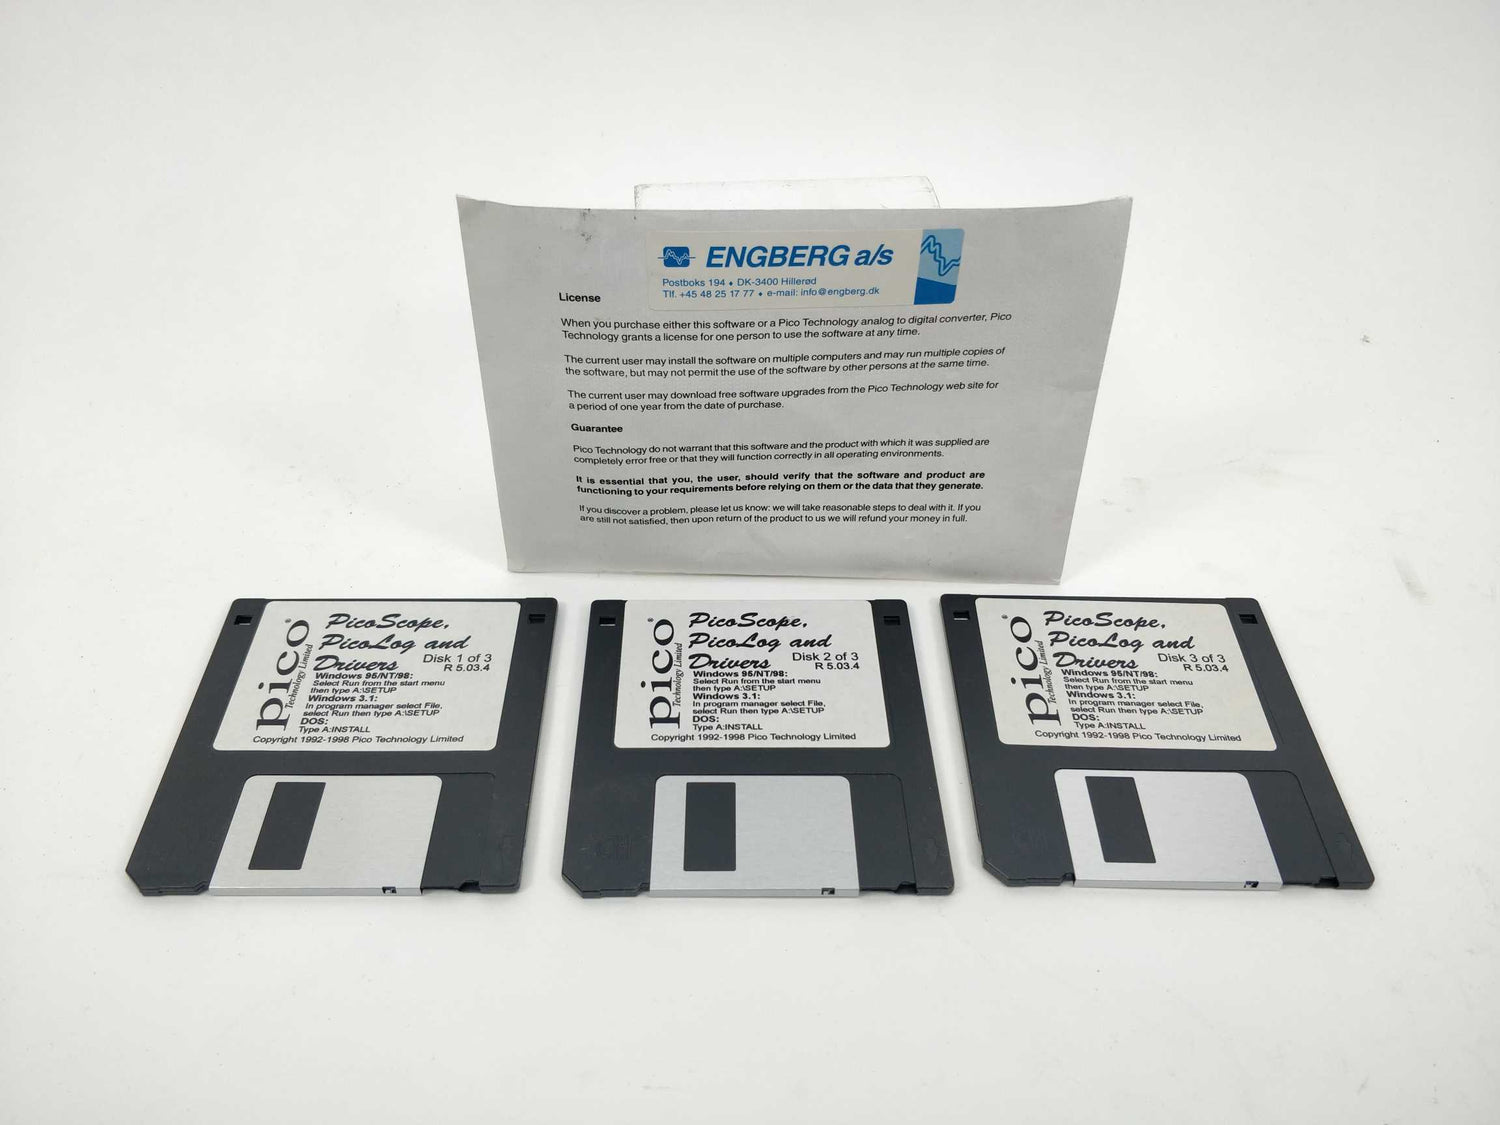 ENGBERG a/s
Postboks 194 ♦ DK-3400 Hillerød
Tlf. +45 48 25 17 77 ♦ e-mail: info@engberg.dk
License
When you purchase either this software or a Pico Technology analog to digital converter, Pico
Technology grants a license for one person to use the software at any time.
The current user may install the software on multiple computers and may run multiple copies of
the software, but may not permit the use of the software by other persons at the same time.
The current user may download free software upgrades from the Pico Technology web site for
a period of one year from the date of purchase.
Guarantee
Pico Technology do not warrant that this software and the product with which it was supplied are
completely error free or that they will function correctly in all operating environments.
It is essential that you, the user, should verify that the software and product are
functioning to your requirements before relying on them or the data that they generate.
If you discover a problem, please let us know: we will take reasonable steps to deal with it. If you
are still not satisfied, then upon return of the product to us we will refund your money in full.
pico®
Technology Limited
PicoScope,
PicoLog and
Drivers
Disk 1 of 3
R 5.03.4
Windows 95/NT/98:
Select Run from the start menu
then type A:\SETUP
Windows 3.1:
In program manager select File,
select Run then type A:\SETUP
DOS:
Type A:INSTALL
Copyright 1992-1998 Pico Technology Limited
pico®
Technology Limited
PicoScope,
PicoLog and
Drivers
Disk 2 of 3
R 5.03.4
Windows 95/NT/98:
Select Run from the start menu
then type A:\SETUP
Windows 3.1:
In program manager select File,
select Run then type A:\SETUP
DOS:
Type A:INSTALL
Copyright 1992-1998 Pico Technology Limited
pico®
Technology Limited
PicoScope,
PicoLog and
Drivers
Disk 3 of 3
R 5.03.4
Windows 95/NT/98:
Select Run from the start menu
then type A:\SETUP
Windows 3.1:
In program manager select File,
select Run then type A:\SETUP
DOS:
Type A:INSTALL
Copyright 1992-1998 Pico Technology Limited